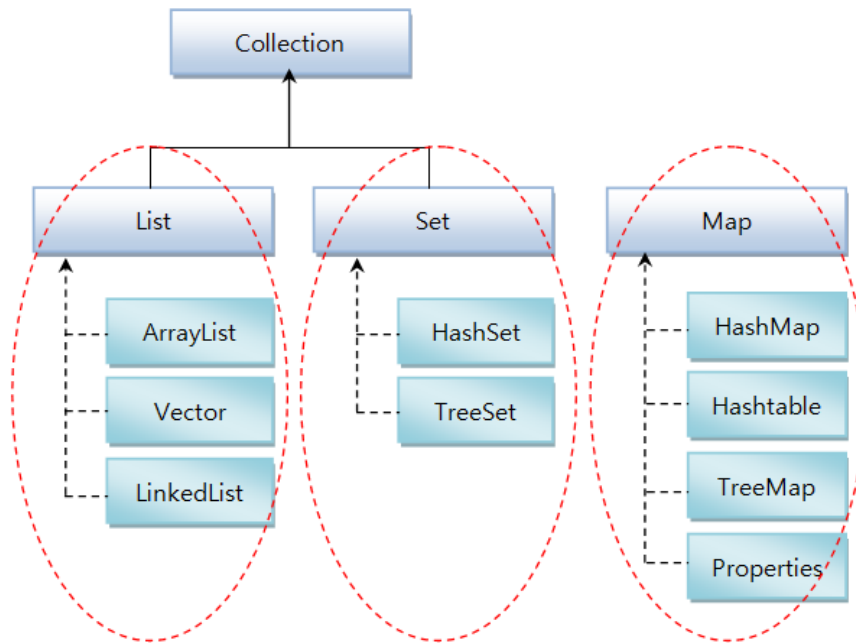 Collection
List
Set
Map
ArrayList
Vector
LinkedList
HashSet
TreeSet
HashMap
Hashtable
TreeMap
Properties